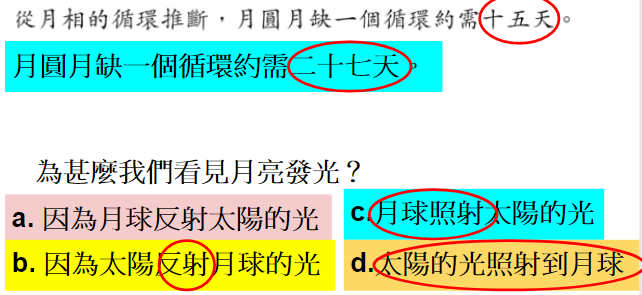 從月相的循環推斷，月圓月缺一個循環約需十五天。
月圓月缺一個循環約需二十七天。
為甚麼我們看見月亮發光？
a. 因為月球反射太陽的光
c.月球照射太陽的光
b. 因為太陽反射月球的光
d.太陽的光照射到月球